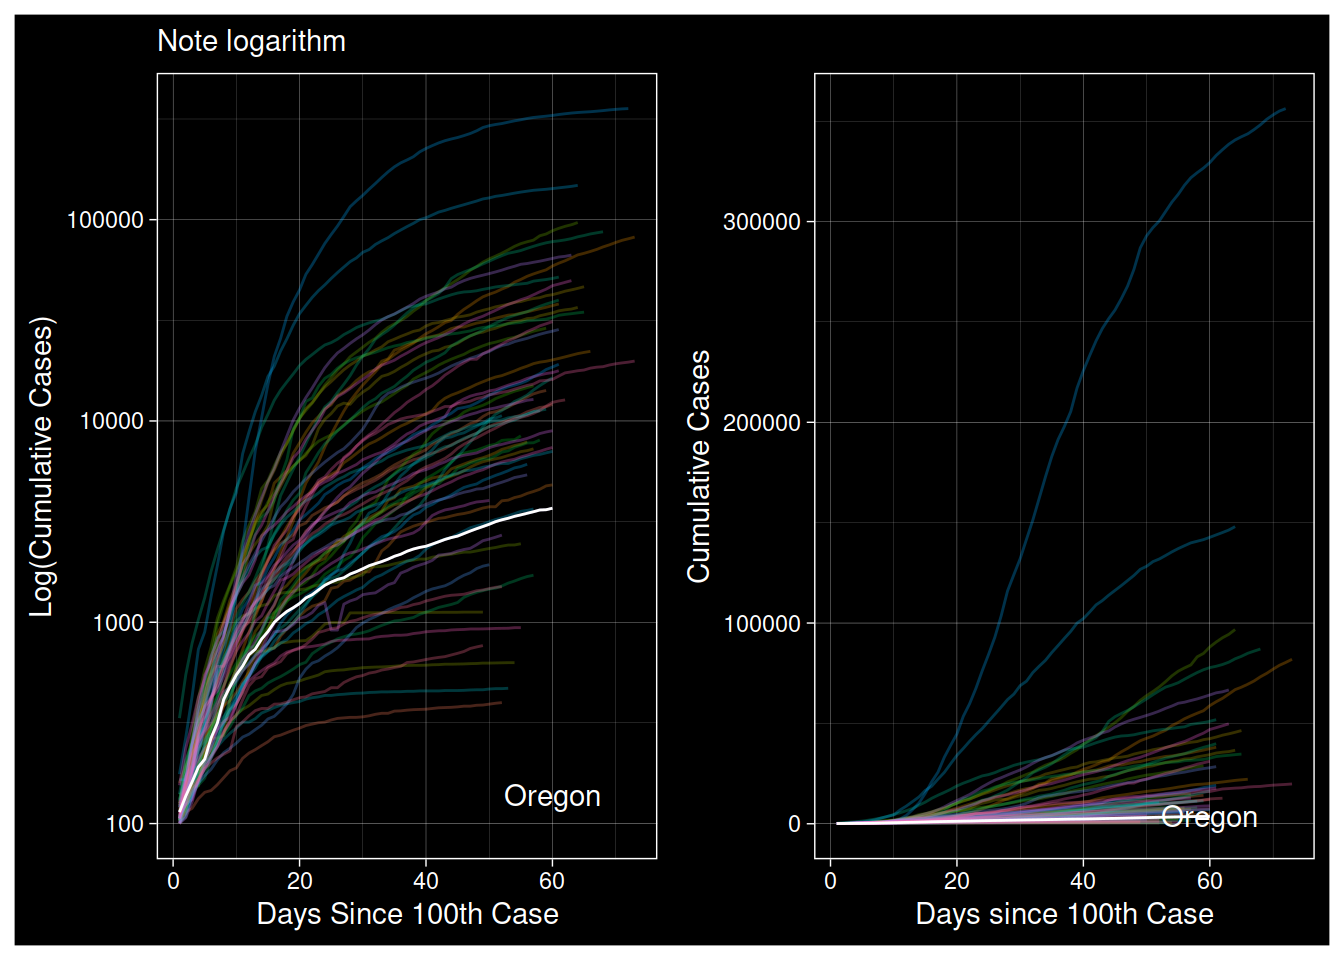 Note logarithm
Log(Cumulative Cases)
100000
10000
1000
100
Oregon
0 20 40 60
Days Since 100th Case
Cumulative Cases
300000
200000
100000
0
Oregon
0 20 40 60
Days since 100th Case